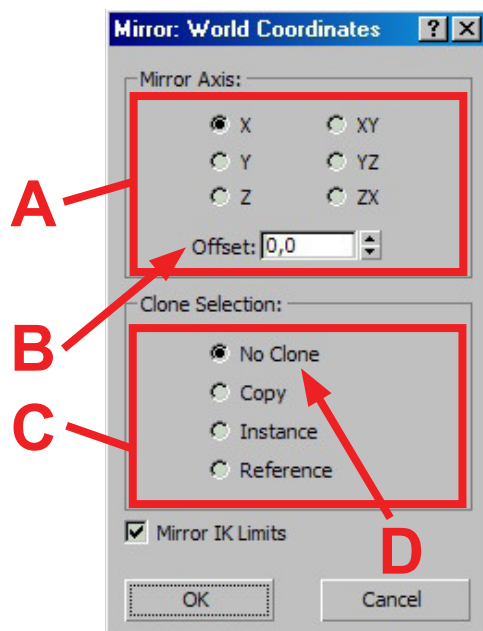 Mirror: World Coordinates ? X
Mirror Axis:
X XY
Y YZ
A
Z ZX
Offset: 0,0
Clone Selection:
B
No Clone
Copy
C
Instance
Reference
Mirror IK Limits
D
OK Cancel